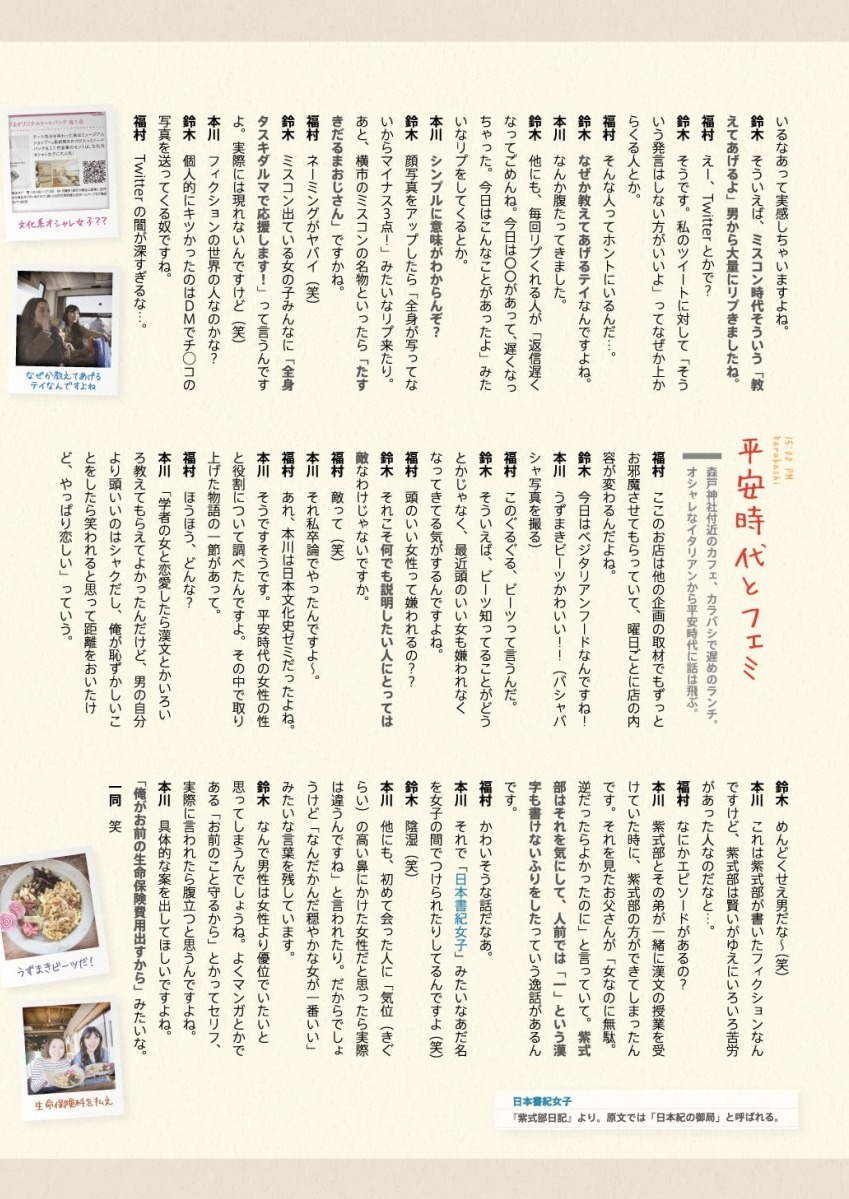 いるなあって実感しちゃいますよね。
鈴木　そういえば、ミスコン時代そういう「教
えてあげるよ」男から大量にリプきましたね。
福村　えー、Twitterとかで？
鈴木　そうです。私のツイートに対して「そう
いう発言はしない方がいいよ」ってなぜか上か
らくる人とか。
福村　そんな人ってホントにいるんだ…。
鈴木　なぜか教えてあげるテイなんですよね。
本川　なんか腹たってきました。
鈴木　他にも、毎回リプくれる人が「返信遅く
なってごめんね。今日は〇〇があって、遅くなっ
ちゃった。今日はこんなことがあったよ」みた
いなリプをしてくるとか。
本川　シンプルに意味がわからんぞ？
鈴木　顔写真をアップしたら「全身が写ってな
いからマイナス3点！」みたいなリプ来たり。
あと、横市のミスコンの名物といったら「たす
きだるまおじさん」ですかね。
福村　ネーミングがヤバイ（笑）
鈴木　ミスコン出ている女の子みんなに「全身
タスキダルマで応援します！」って言うんです
よ。実際には現れないんですけど（笑）
本川　フィクションの世界の人なのかな？
鈴木　個人的にキツかったのはDMでチ〇コの
写真を送ってくる奴ですね。
福村　Twitterの闇が深すぎるな…。
文化系オシャレ女子??
なぜか教えてあげる
テイなんですよね
15:00 PM
karabashi
平安時代とフェミ
森戸神社付近のカフェ、カラバシで遅めのランチ。
オシャレなイタリアンから平安時代に話は飛ぶ。
福村　ここのお店は他の企画の取材でもずっと
お邪魔させてもらっていて、曜日ごとに店の内
容が変わるんだよね。
鈴木　今日はベジタリアンフードなんですね！
本川　うずまきビーツかわいい！！（バシャバ
シャ写真を撮る）
福村　このぐるぐる、ビーツって言うんだ。
鈴木　そういえば、ビーツ知ってることがどう
とかじゃなく、最近頭のいい女も嫌われなく
なってきてる気がするんですよね。
福村　頭のいい女性って嫌われるの？？
鈴木　それこそ何でも説明したい人にとっては
敵なわけじゃないですか。
福村　敵って（笑）
本川　それ私卒論でやったんですよ～。
福村　あれ、本川は日本文化史ゼミだったよね。
本川　そうですそうです。平安時代の女性の性
と役割について調べたんですよ。その中で取り
上げた物語の一節があって。
福村　ほうほう、どんな？
本川　「学者の女と恋愛したら漢文とかいろい
ろ教えてもらえてよかったんだけど、男の自分
より頭いいのはシャクだし、俺が恥ずかしいこ
とをしたら笑われると思って距離をおいたけ
ど、やっぱり恋しい」っていう。
鈴木　めんどくせえ男だな～（笑）
本川　これは紫式部が書いたフィクションなん
ですけど、紫式部は賢いがゆえにいろいろ苦労
があった人なのだなと…。
福村　なにかエピソードがあるの？
本川　紫式部とその弟が一緒に漢文の授業を受
けていた時に、紫式部の方ができてしまったん
です。それを見たお父さんが「女なのに無駄。
逆だったらよかったのに」と言っていて。紫式
部はそれを気にして、人前では「一」という漢
字も書けないふりをしたっていう逸話があるん
です。
福村　かわいそうな話だなあ。
本川　それで「日本書紀女子」みたいなあだ名
を女子の間でつけられたりしてるんですよ（笑）
鈴木　陰湿（笑）
本川　他にも、初めて会った人に「気位（きぐ
らい）の高い鼻にかけた女性だと思ったら実際
は違うんですね」と言われたり。だからでしょ
うけど「なんだかんだ穏やかな女が一番いい」
みたいな言葉を残しています。
鈴木　なんで男性は女性より優位でいたいと
思ってしまうんでしょうね。よくマンガとかで
ある「お前のこと守るから」とかってセリフ、
実際に言われたら腹立つと思うんですよね。
本川　具体的な案を出してほしいですよね。
「俺がお前の生命保険費用出すから」みたいな。
一同　笑
うずまきビーツだ！
生命保険料を払え
日本書紀女子
『紫式部日記』より。原文では「日本紀の御局」と呼ばれる。